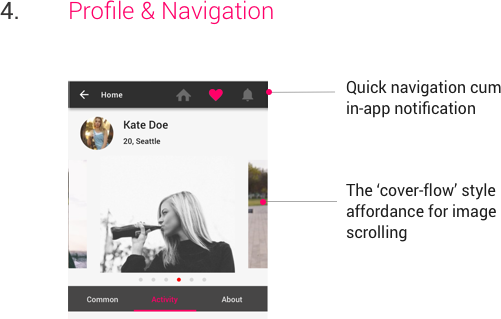 4. Profile & Navigation
Home
Kate Doe
20, Seattle
Quick navigation cum
in-app notification
The ‘cover-flow’ style
affordance for image
scrolling
Common Activity About